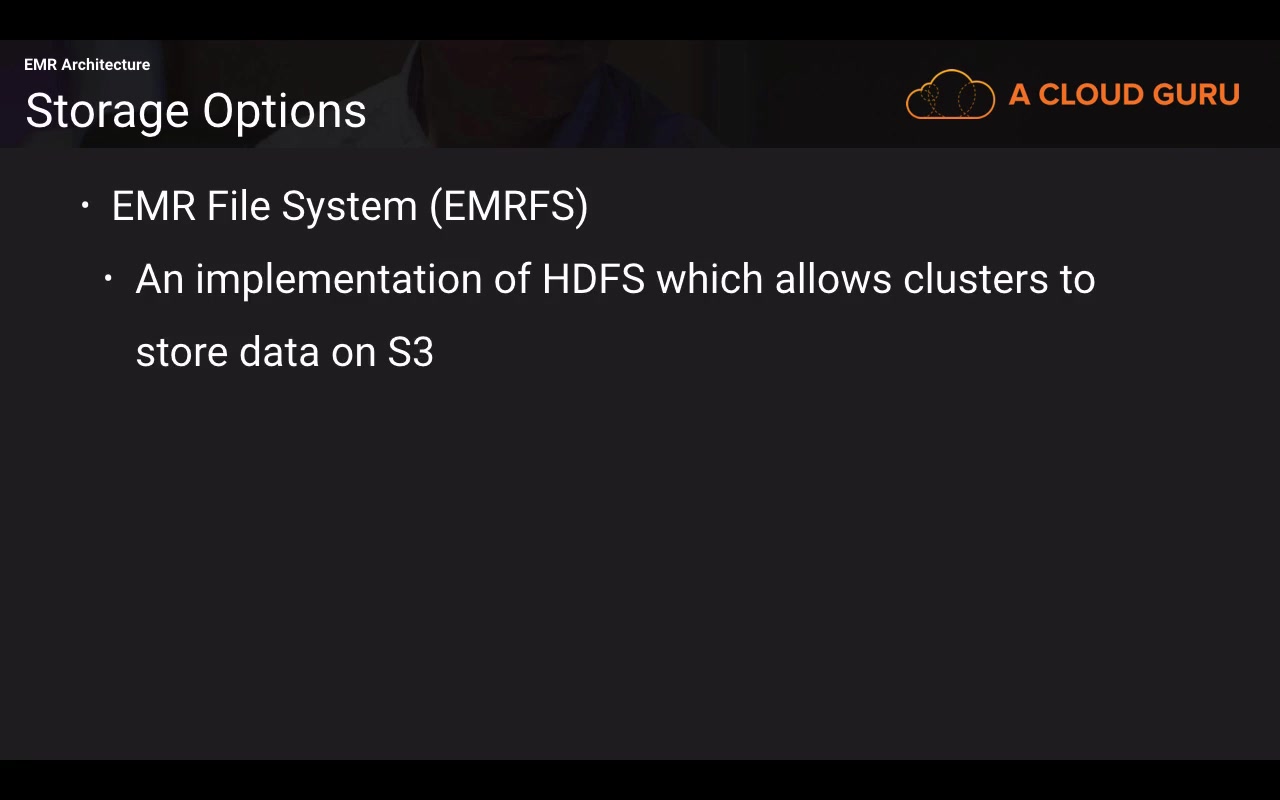 EMR Architecture
Storage Options
A CLOUD GURU
• EMR File System (EMRFS)
• An implementation of HDFS which allows clusters to
store data on S3